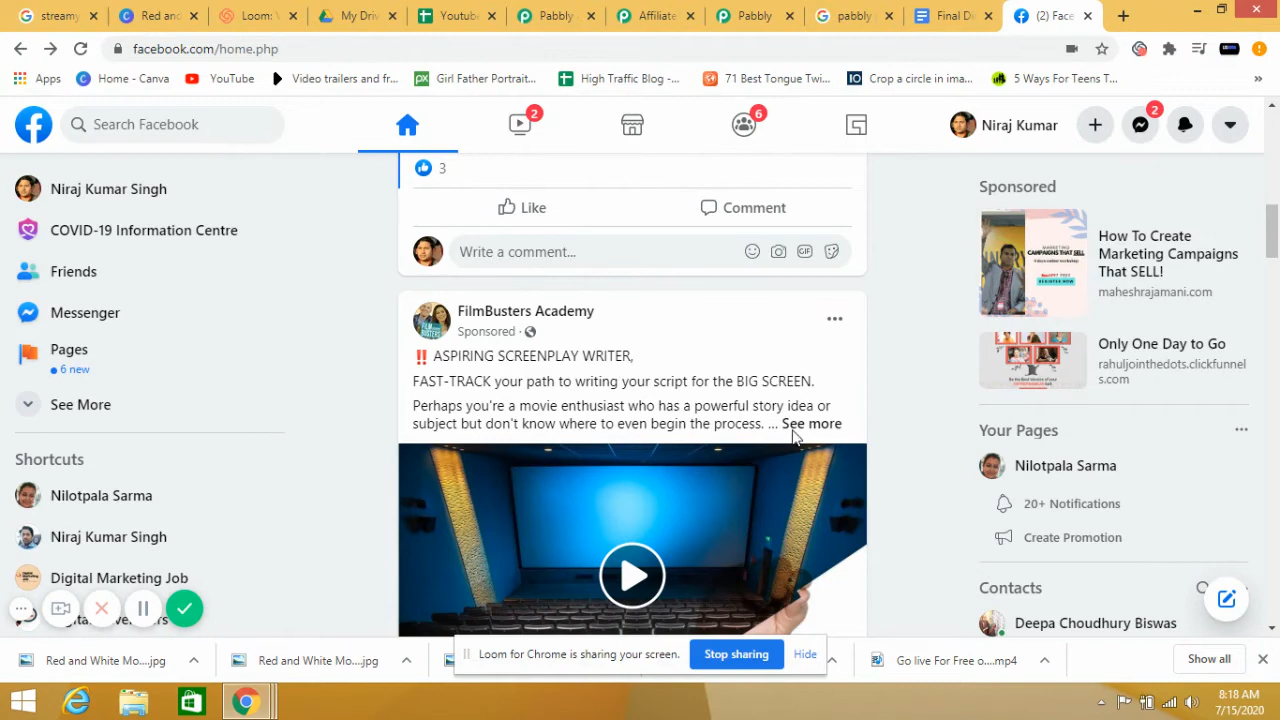 streamy
Red and
Loom: V
My Driv
Youtube
Pabbly
Affiliate
Pabbly
pabbly
Final Di
(2) Face
facebook.com/home.php
Apps
Home - Canva
YouTube
Video trailers and fr...
Girl Father Portrait...
High Traffic Blog -...
71 Best Tongue Twi...
Crop a circle in ima...
5 Ways For Teens T...
Search Facebook
2
6
Niraj Kumar
2
Niraj Kumar Singh
COVID-19 Information Centre
Friends
Messenger
Pages
6 new
See More
Shortcuts
Nilotpala Sarma
Niraj Kumar Singh
Digital Marketing Job
3
Like
Comment
Write a comment...
GIF
FilmBusters Academy
Sponsored ·
‼ ASPIRING SCREENPLAY WRITER,
FAST-TRACK your path to writing your script for the BIG SCREEN.
Perhaps you're a movie enthusiast who has a powerful story idea or
subject but don't know where to even begin the process. ... See more
Sponsored
MARKETING
CAMPAIGNS THAT
SELL!
How To Create
Marketing Campaigns
That SELL!
maheshrajamani.com
Only One Day to Go
rahuljointhedots.clickfunnel
s.com
Your Pages
Nilotpala Sarma
20+ Notifications
Create Promotion
Contacts
Deepa Choudhury Biswas
Loom for Chrome is sharing your screen.
Stop sharing
Hide
Red and White Mo....jpg
Red and White Mo....jpg
Go live For Free o....mp4
Show all
8:18 AM
7/15/2020